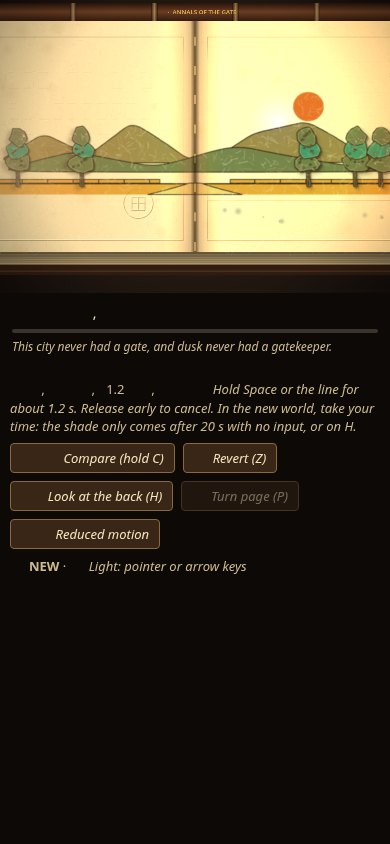 · ANNALS OF THE GATE
,
This city never had a gate, and dusk never had a gatekeeper.
, , 1.2 , Hold Space or the line for
about 1.2 s. Release early to cancel. In the new world, take your
time: the shade only comes after 20 s with no input, or on H.
Compare (hold C)
Revert (Z)
Look at the back (H)
Turn page (P)
Reduced motion
NEW · Light: pointer or arrow keys